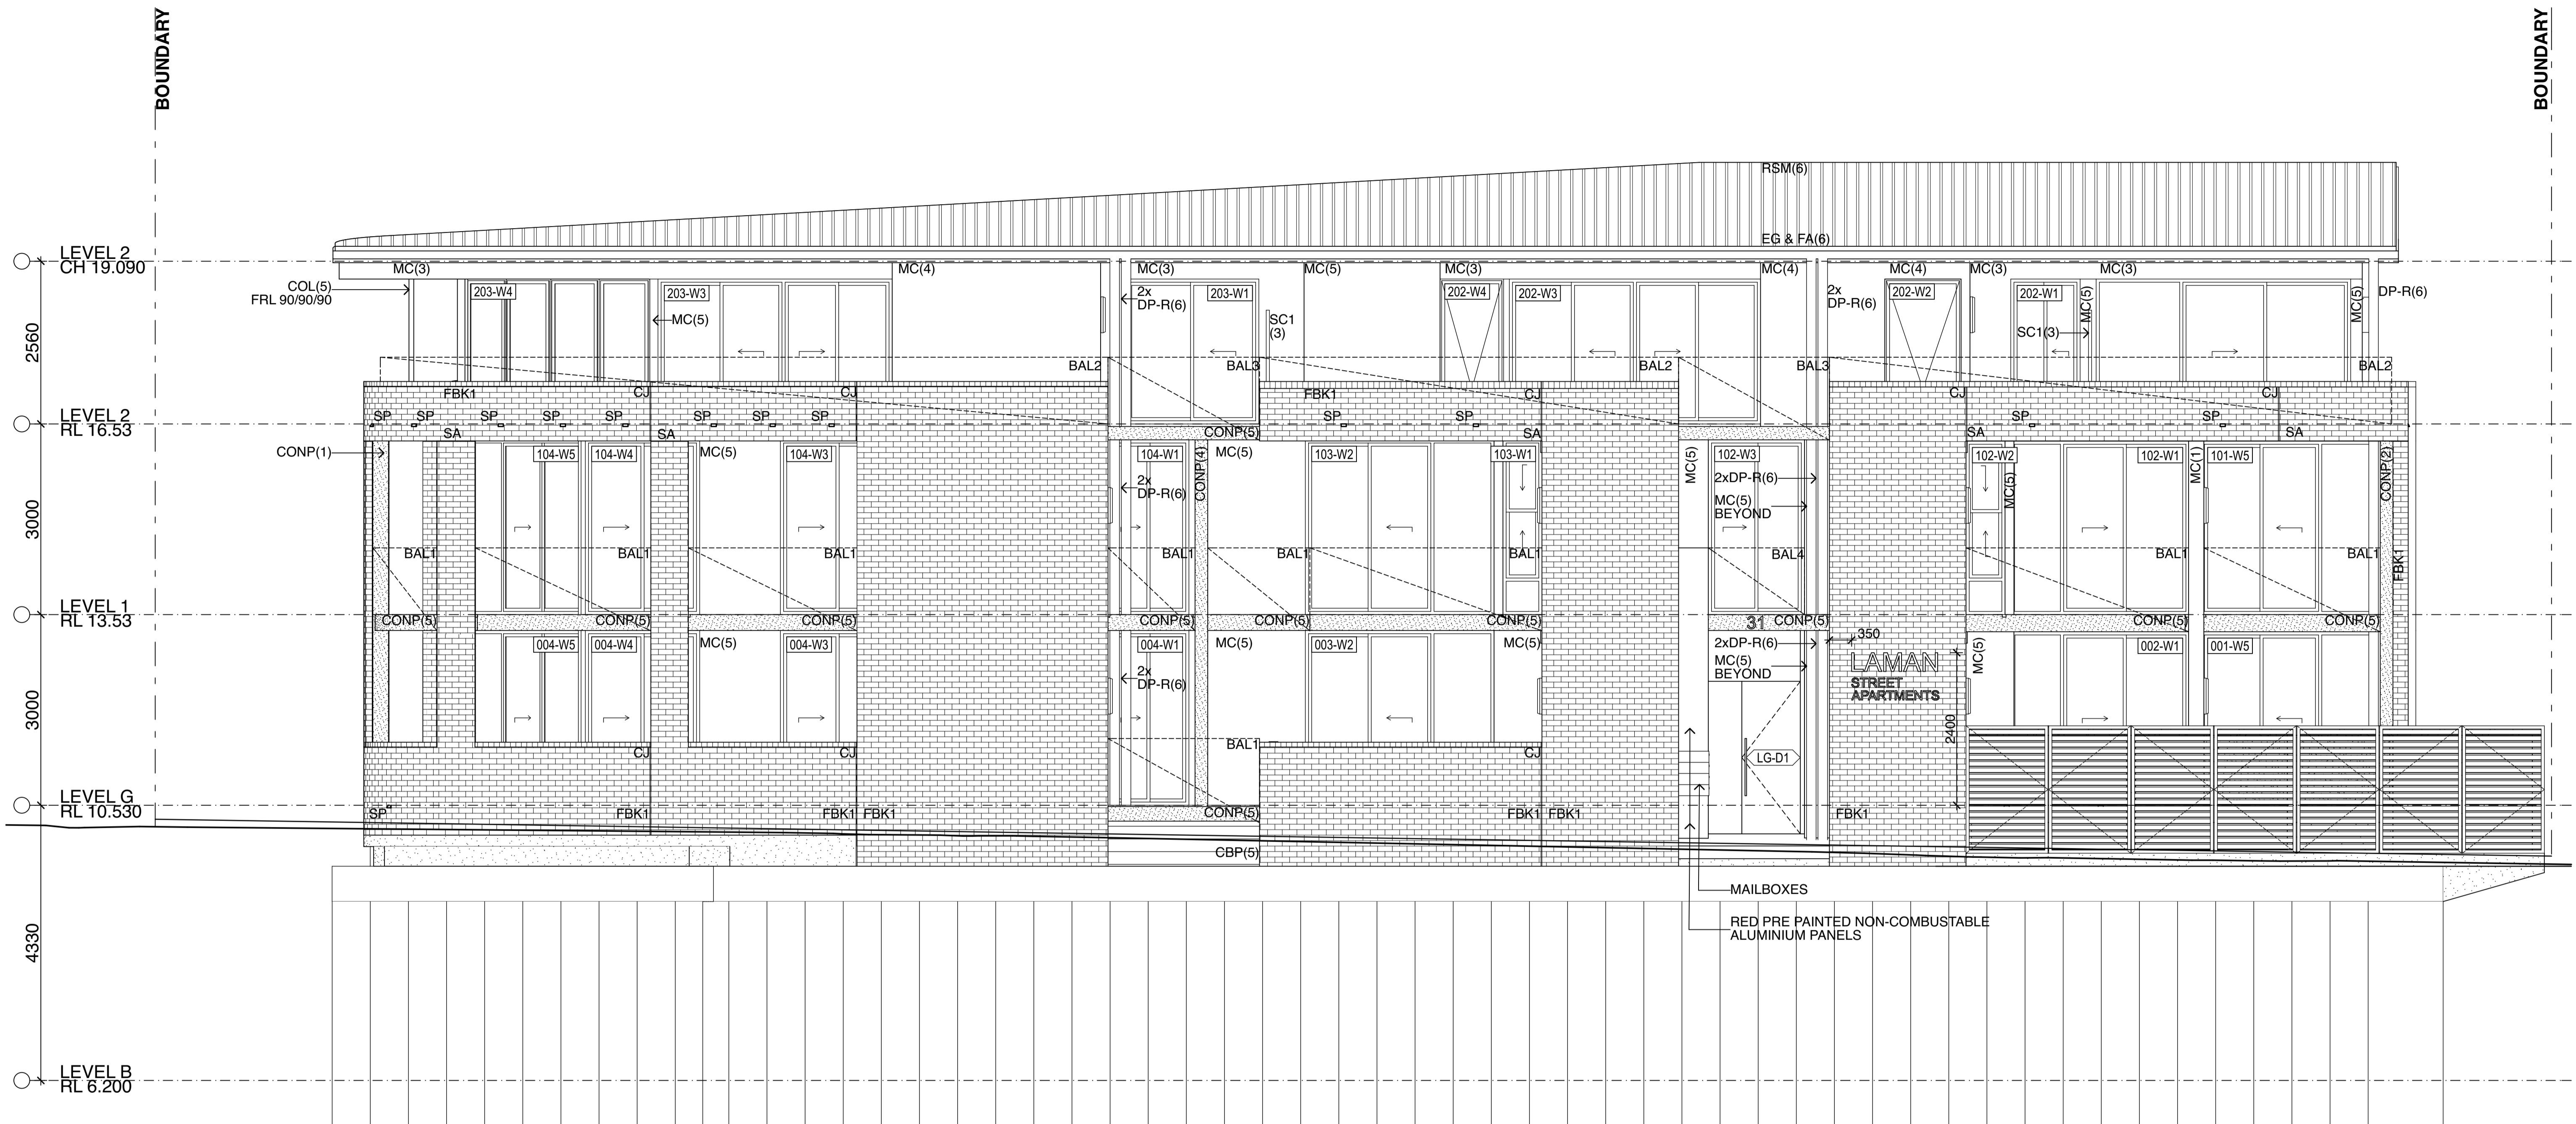 BOUNDARY
BOUNDARY
RSM(6)
EG & FA(6)
LEVEL 2
CH 19.090
MC(3)
MC(4)
MC(3)
MC(5)
MC(3)
MC(4)
MC(4)
MC(3)
MC(3)
COL(5)
FRL 90/90/90
203-W4
203-W3
2x
DP-R(6)
203-W1
202-W4
202-W3
2x
DP-R(6)
202-W2
202-W1
MC(5)
MC(5)
DP-R(6)
MC(5)
SC1
(3)
SC1(3)
2560
BAL2
BAL3
BAL2
BAL3
BAL2
FBK1
CJ
CJ
FBK1
CJ
CJ
CJ
SP
SP
SP
SP
SP
SP
SP
SP
SP
SP
SP
SP
LEVEL 2
RL 16.53
SA
SA
CONP(5)
SA
SA
SA
CONP(1)
104-W5
104-W4
MC(5)
104-W3
104-W1
CONP(4)
MC(5)
103-W2
103-W1
MC(5)
102-W3
102-W2
MC(5)
102-W1
MC(1)
101-W5
CONP(2)
2x
DP-R(6)
2xDP-R(6)
MC(5)
BEYOND
3000
BAL1
BAL1
BAL1
BAL1
BAL1
BAL1
BAL4
BAL1
BAL1
FBK1
LEVEL 1
RL 13.53
CONP(5)
CONP(5)
CONP(5)
CONP(5)
CONP(5)
CONP(5)
31
CONP(5)
CONP(5)
CONP(5)
350
004-W5
004-W4
MC(5)
004-W3
004-W1
MC(5)
003-W2
MC(5)
2xDP-R(6)
MC(5)
BEYOND
MC(5)
002-W1
001-W5
2x
DP-R(6)
LAMAN
STREET
APARTMENTS
3000
2400
CJ
CJ
BAL1
CJ
LG-D1
LEVEL G
RL 10.530
SP
FBK1
FBK1
FBK1
CONP(5)
FBK1
FBK1
FBK1
CBP(5)
MAILBOXES
RED PRE PAINTED NON-COMBUSTABLE
ALUMINIUM PANELS
4330
LEVEL B
RL 6.200